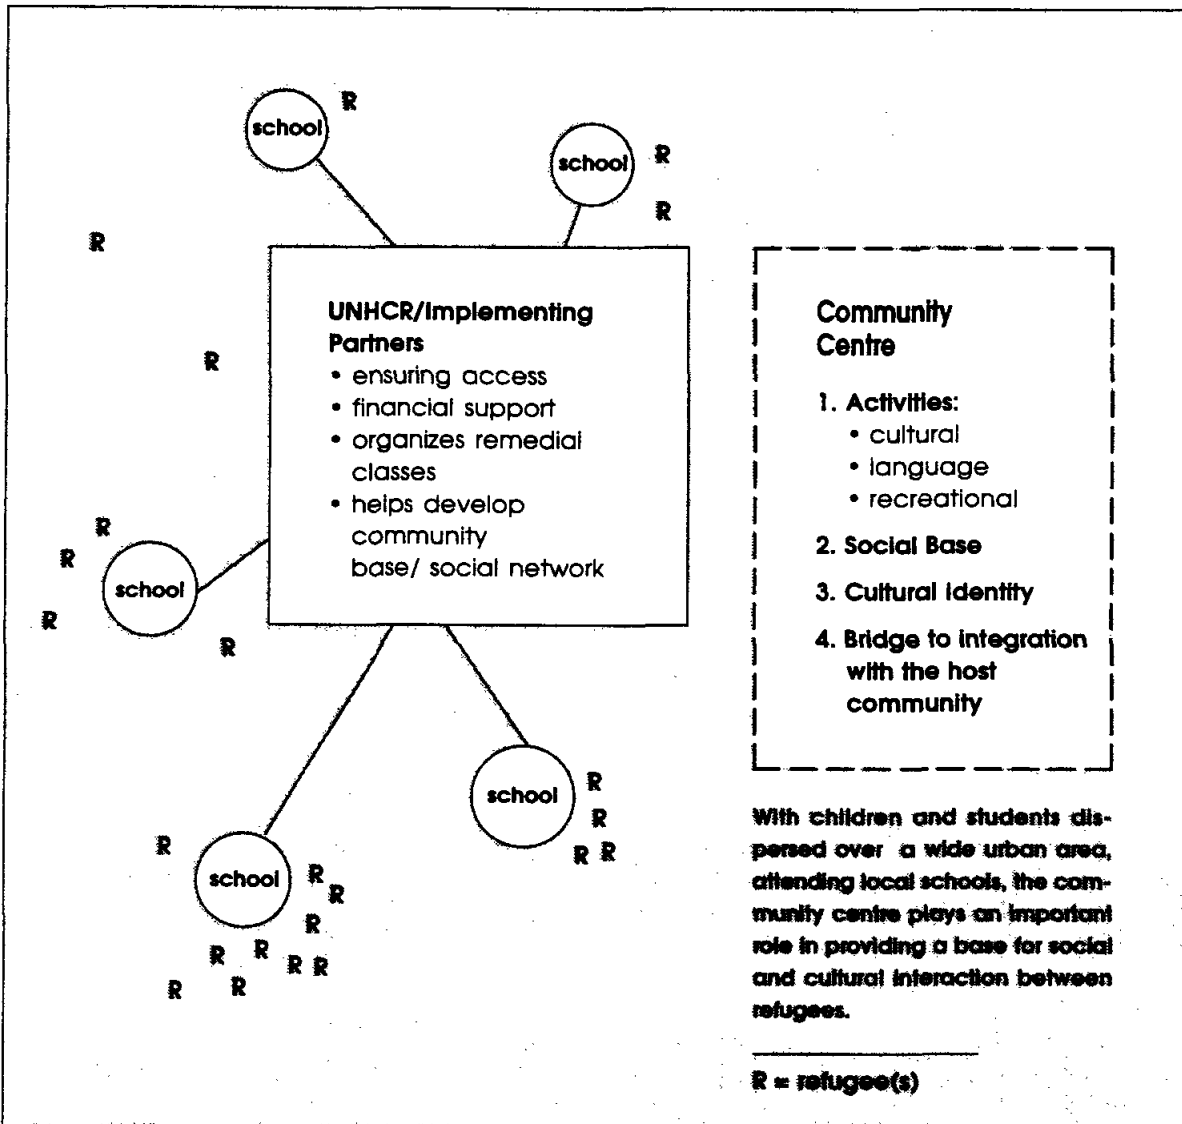 school
R
school
R
R
R
R
UNHCR/Implementing
Partners
• ensuring access
• financial support
• organizes remedial
classes
• helps develop
community
base/ social network
R
R
R
R
school
school
R
R
R R
R
school
R
R
R
R
R
R R
R
R
Community
Centre
1. Activities:
• cultural
• language
• recreational
2. Social Base
3. Cultural Identity
4. Bridge to integration
with the host
community
With children and students dis-
persed over a wide urban area,
attending local schools, the com-
munity centre plays an important
role in providing a base for social
and cultural interaction between
refugees.
R = refugee(s)